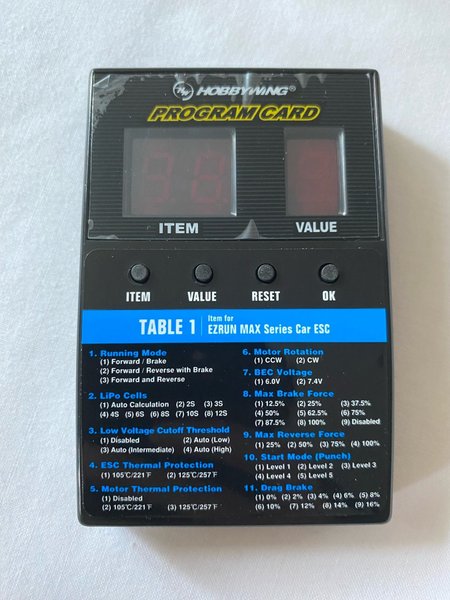 HOBBYWING®
PROGRAM CARD
ITEM VALUE
ITEM VALUE RESET OK
TABLE 1 Item for
EZRUN MAX Series Car ESC
1. Running Mode
(1) Forward / Brake
(2) Forward / Reverse with Brake
(3) Forward and Reverse
2. LiPo Cells
(1) Auto Calculation (2) 2S (3) 3S
(4) 4S (5) 6S (6) 8S (7) 10S (8) 12S
3. Low Voltage Cutoff Threshold
(1) Disabled (2) Auto (Low)
(3) Auto (Intermediate) (4) Auto (High)
4. ESC Thermal Protection
(1) 105℃/221℉ (2) 125℃/257℉
5. Motor Thermal Protection
(1) Disabled
(2) 105℃/221℉ (3) 125℃/257℉
6. Motor Rotation
(1) CCW (2) CW
7. BEC Voltage
(1) 6.0V (2) 7.4V
8. Max Brake Force
(1) 12.5% (2) 25% (3) 37.5%
(4) 50% (5) 62.5% (6) 75%
(7) 87.5% (8) 100% (9) Disabled
9. Max Reverse Force
(1) 25% (2) 50% (3) 75% (4) 100%
10. Start Mode (Punch)
(1) Level 1 (2) Level 2 (3) Level 3
(4) Level 4 (5) Level 5
11. Drag Brake
(1) 0% (2) 2% (3) 4% (4) 6% (5) 8%
(6) 10% (7) 12% (8) 14% (9) 16%